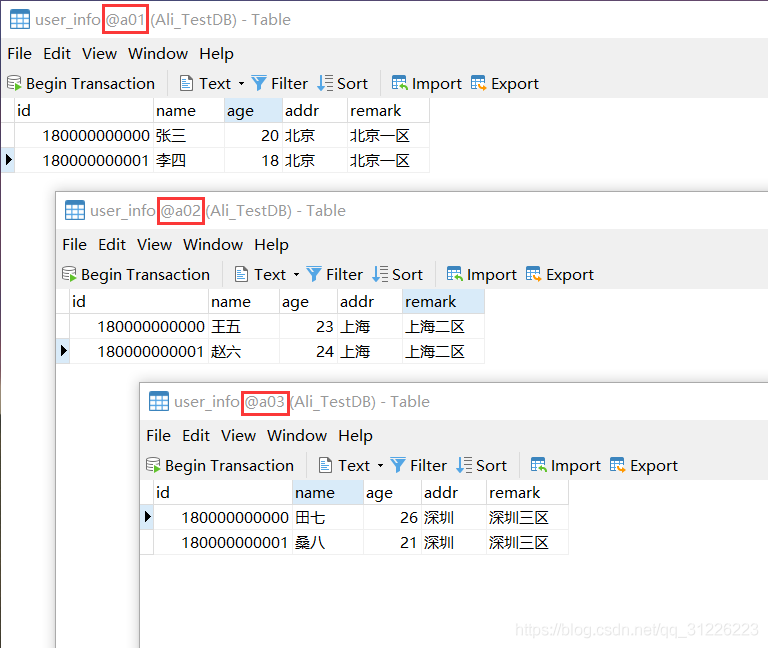 user_info @a01 (Ali_TestDB) - Table
File Edit View Window Help
Begin Transaction Text Filter Sort Import Export
id name age addr remark
180000000000 张三 20 北京 北京一区
180000000001 李四 18 北京 北京一区
user_info @a02 (Ali_TestDB) - Table
File Edit View Window Help
Begin Transaction Text Filter Sort Import Export
id name age addr remark
180000000000 王五 23 上海 上海二区
180000000001 赵六 24 上海 上海二区
user_info @a03 (Ali_TestDB) - Table
File Edit View Window Help
Begin Transaction Text Filter Sort Import Export
id name age addr remark
180000000000 田七 26 深圳 深圳三区
180000000001 桑八 21 深圳 深圳三区
https://blog.csdn.net/qq_31226223